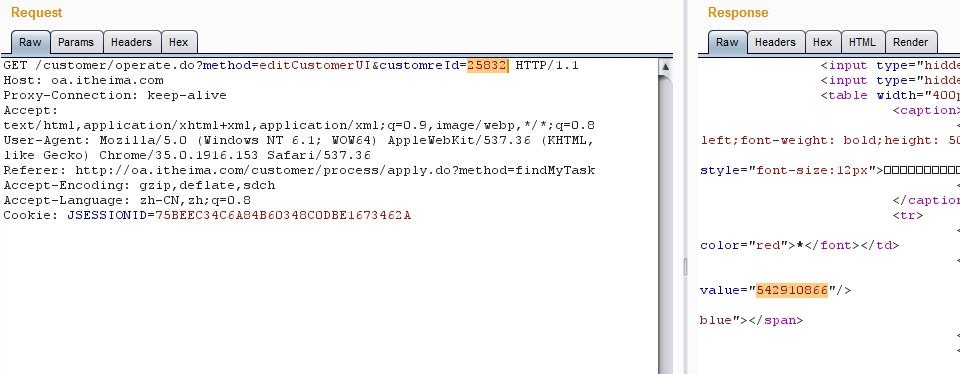 Request
Raw Params Headers Hex
GET /customer/operate.do?method=editCustomerUI&customreId=25832 HTTP/1.1
Host: oa.itheima.com
Proxy-Connection: keep-alive
Accept:
text/html,application/xhtml+xml,application/xml;q=0.9,image/webp,*/*;q=0.8
User-Agent: Mozilla/5.0 (Windows NT 6.1; WOW64) AppleWebKit/537.36 (KHTML,
like Gecko) Chrome/35.0.1916.153 Safari/537.36
Referer: http://oa.itheima.com/customer/process/apply.do?method=findMyTask
Accept-Encoding: gzip,deflate,sdch
Accept-Language: zh-CN,zh;q=0.8
Cookie: JSESSIONID=75BEEC34C6A84B60348C0DBE1673462A
Response
Raw Headers Hex HTML Render
<input type="hidde
<input type="hidde
<table width="400p
<caption>
<
left;font-weight: bold;height: 50
style="font-size:12px">□□□□□□□□□□
<
</caption
<tr>
<
color="red">*</font></td>
<
value="542910866"/>
blue"></span>
<
<